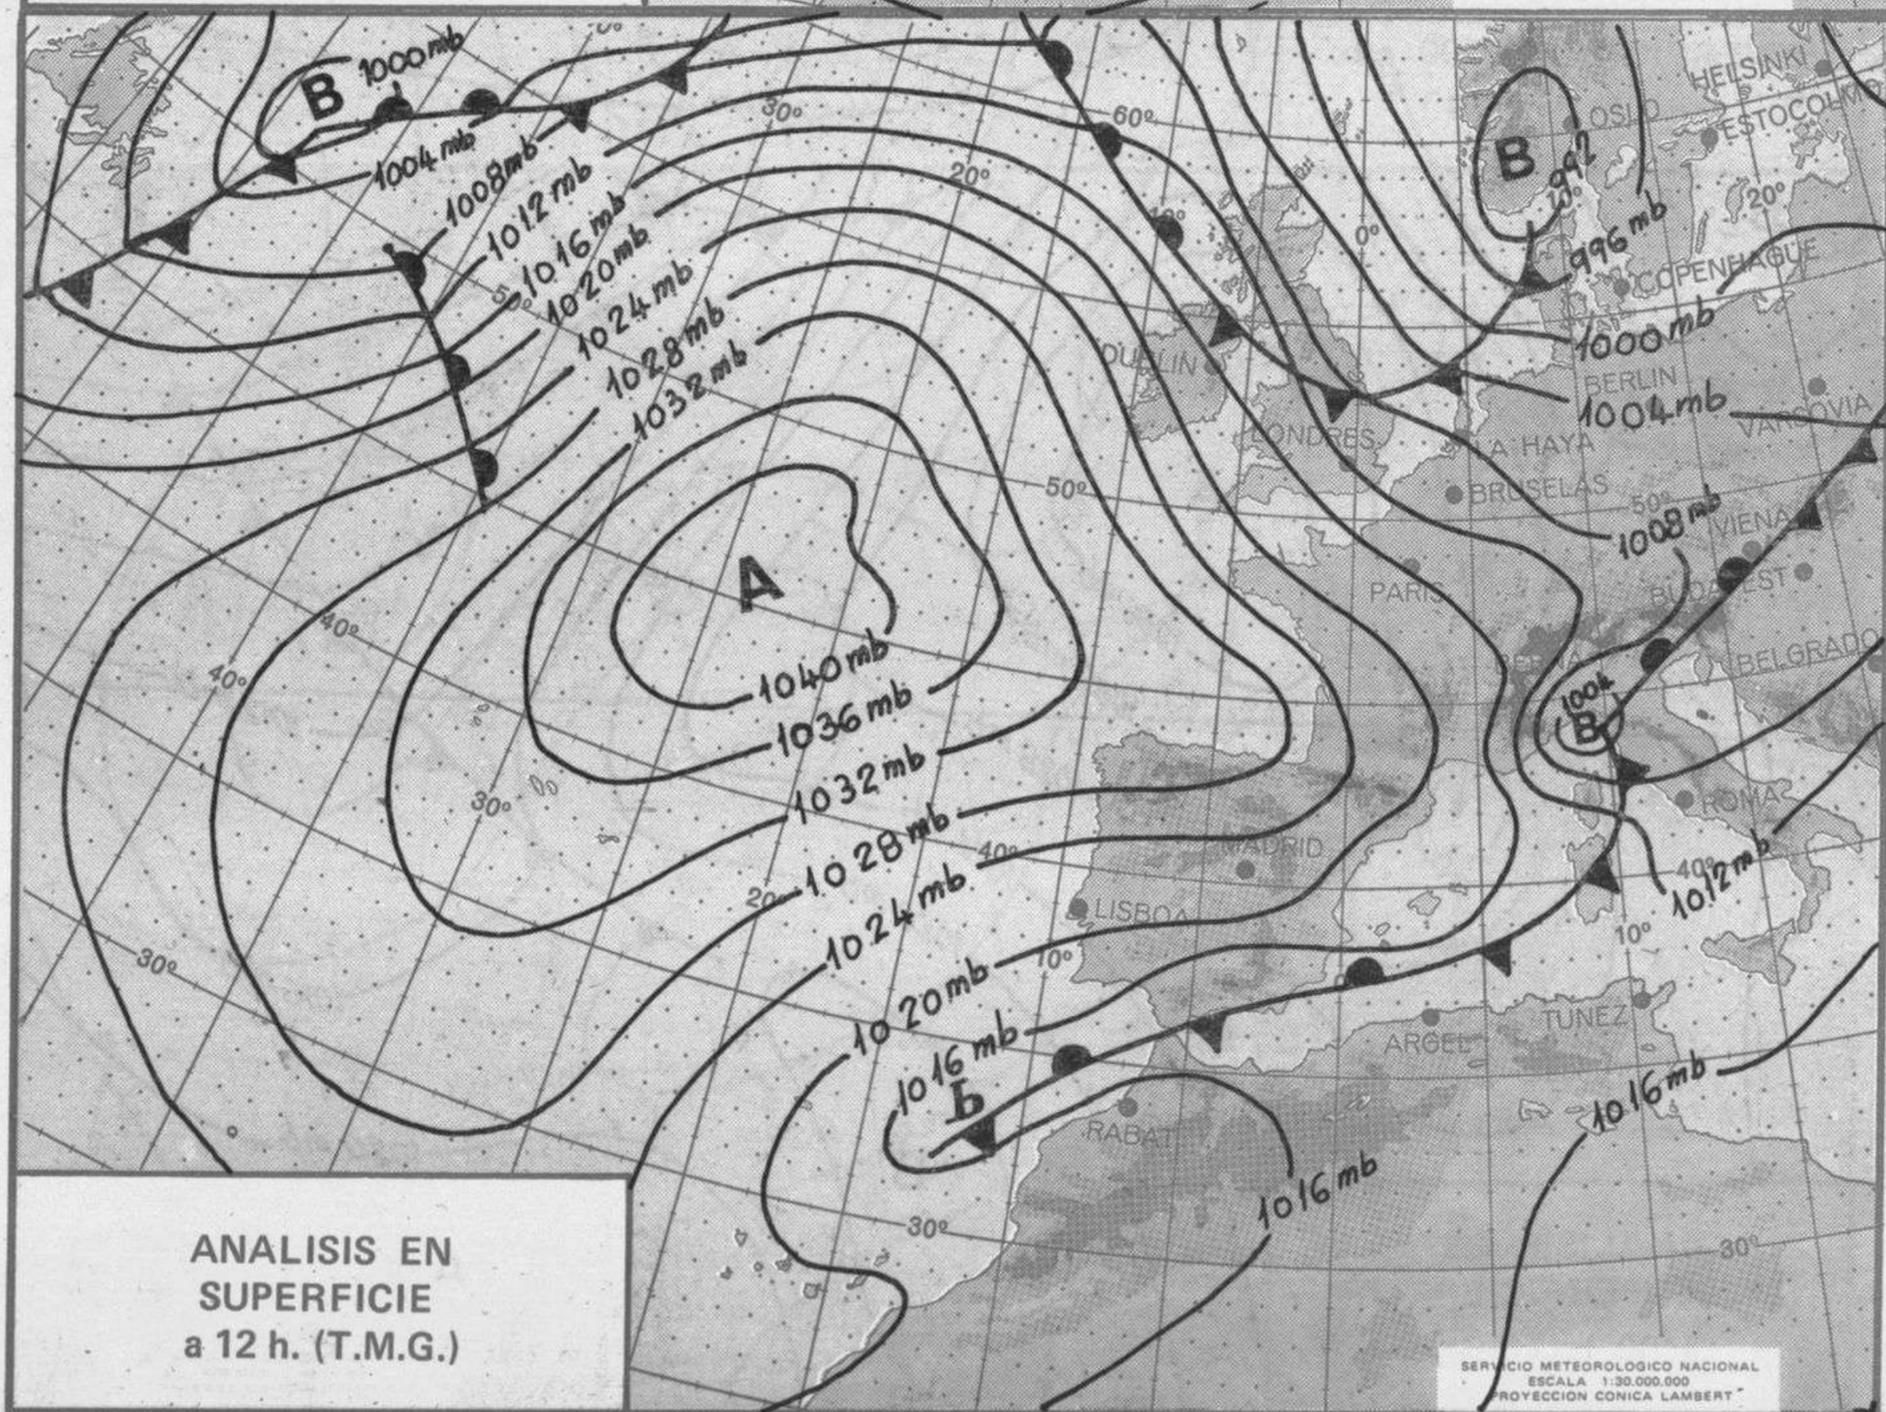 B 1000 mb
1004 mb
1008 mb
1012 mb
1016 mb
1020 mb
1024 mb
1028 mb
1032 mb
30º
60º
20º
10º
0º
50º
B 992
10º
996 mb
20º
HELSINKI
OSLO
ESTOCOLMO
COPENHAGUE
1000 mb
BERLIN
1004 mb
VARSOVIA
DUBLIN
LONDRES
LA HAYA
BRUSELAS
50º
50º
1008 mb
VIENA
PARIS
BUDAPEST
BERNA
BELGRADO
1004
B
ROMA
40º
1012 mb
10º
A
1040 mb
1036 mb
1032 mb
1028 mb
1024 mb
1020 mb
1016 mb
b
40º
40º
30º
30º
20º
40º
10º
0º
MADRID
LISBOA
ARGEL
TUNEZ
RABAT
1016 mb
1016 mb
30º
30º
ANALISIS EN
SUPERFICIE
a 12 h. (T.M.G.)
SERVICIO METEOROLOGICO NACIONAL
ESCALA 1:30.000.000
PROYECCION CONICA LAMBERT